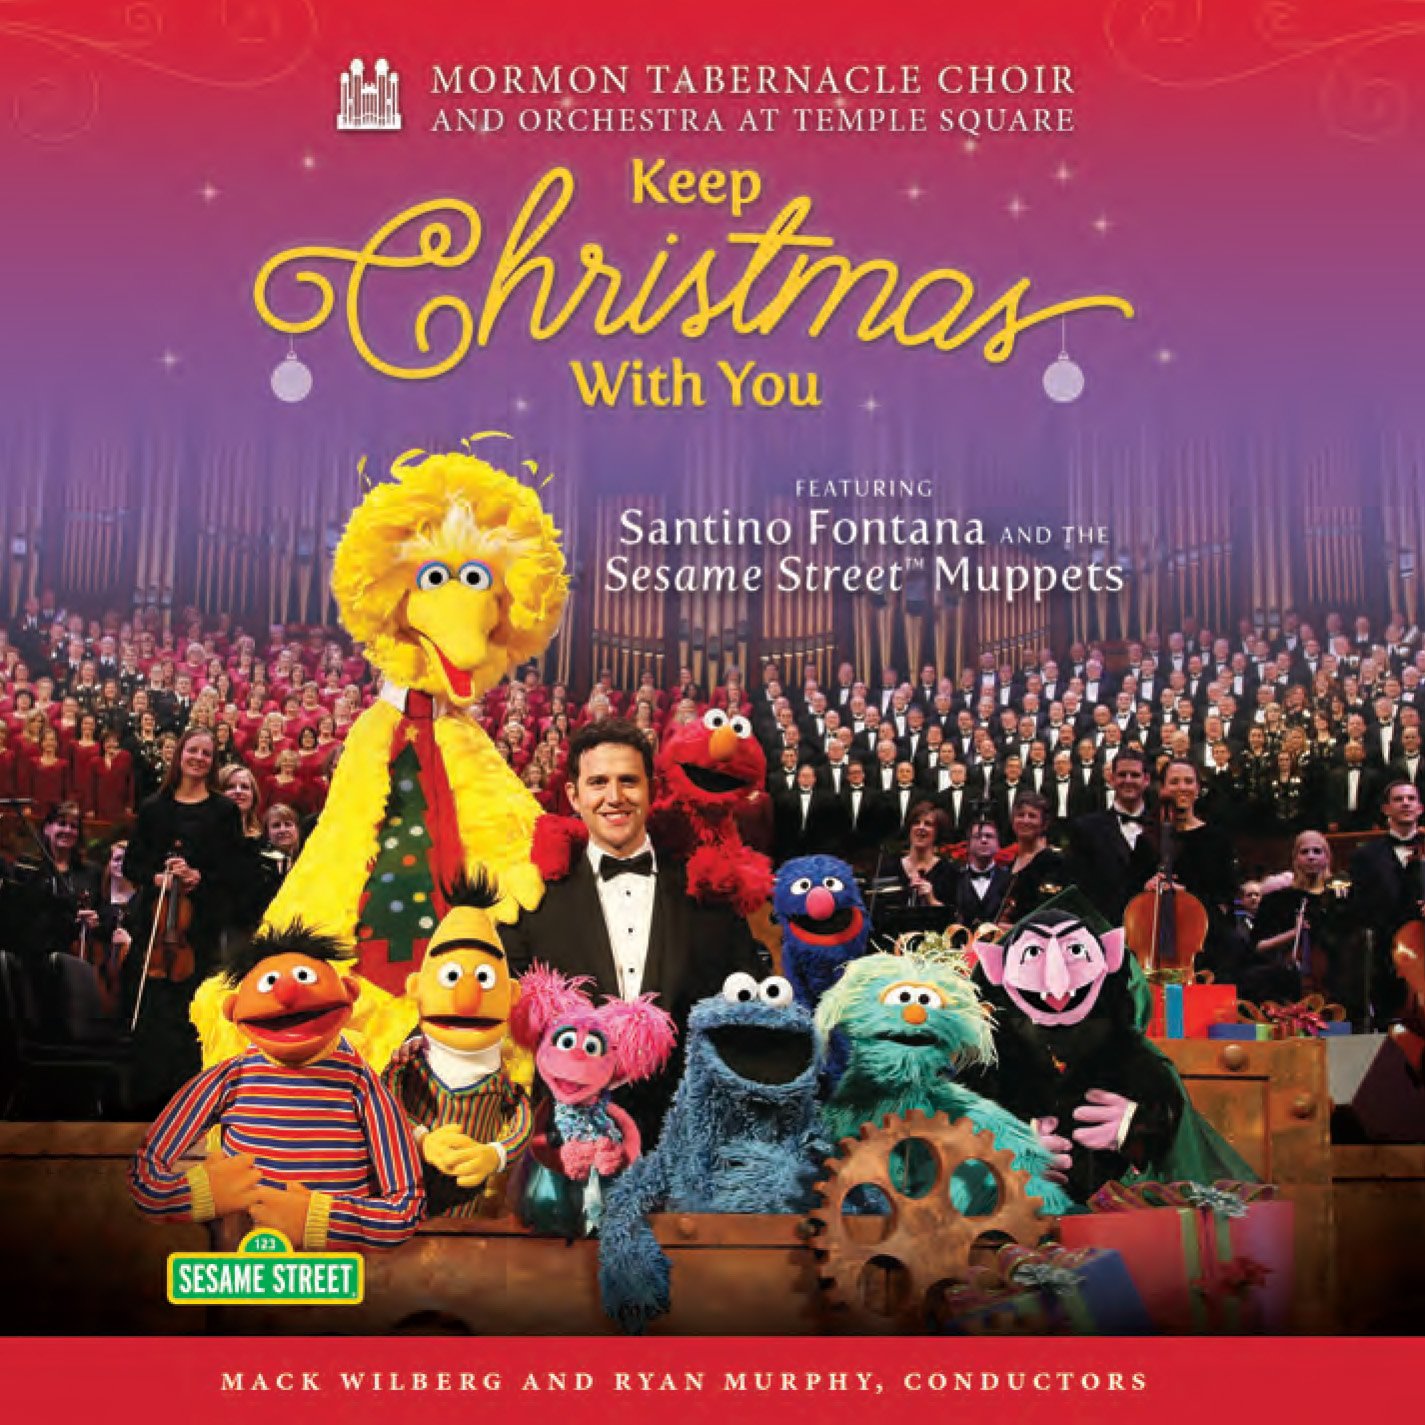 MORMON TABERNACLE CHOIR
AND ORCHESTRA AT TEMPLE SQUARE
Keep
Christmas
With You
FEATURING
Santino Fontana AND THE
Sesame Street™ Muppets
123
SESAME STREET
MACK WILBERG AND RYAN MURPHY, CONDUCTORS